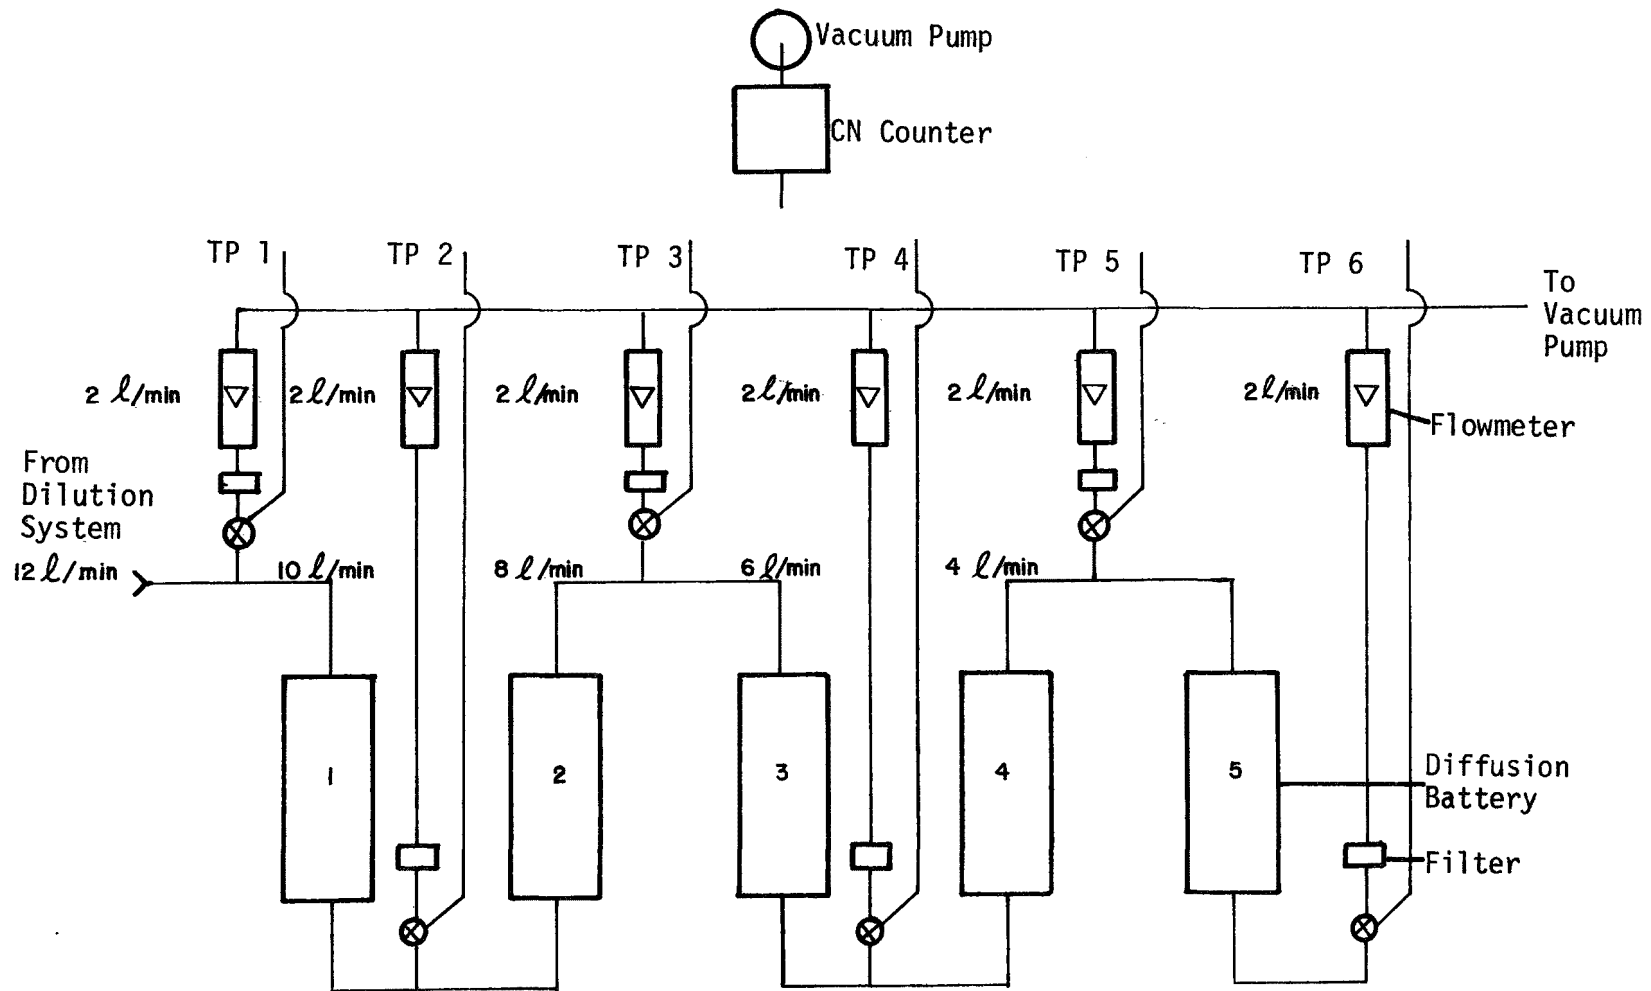 Vacuum Pump
CN Counter
TP 1
TP 2
TP 3
TP 4
TP 5
TP 6
To
Vacuum
Pump
2 ℓ/min
2ℓ/min
2ℓ/min
2ℓ/min
2ℓ/min
2ℓ/min
Flowmeter
From
Dilution
System
12ℓ/min
10 ℓ/min
8 ℓ/min
6 ℓ/min
4 ℓ/min
1
2
3
4
5
Diffusion
Battery
Filter